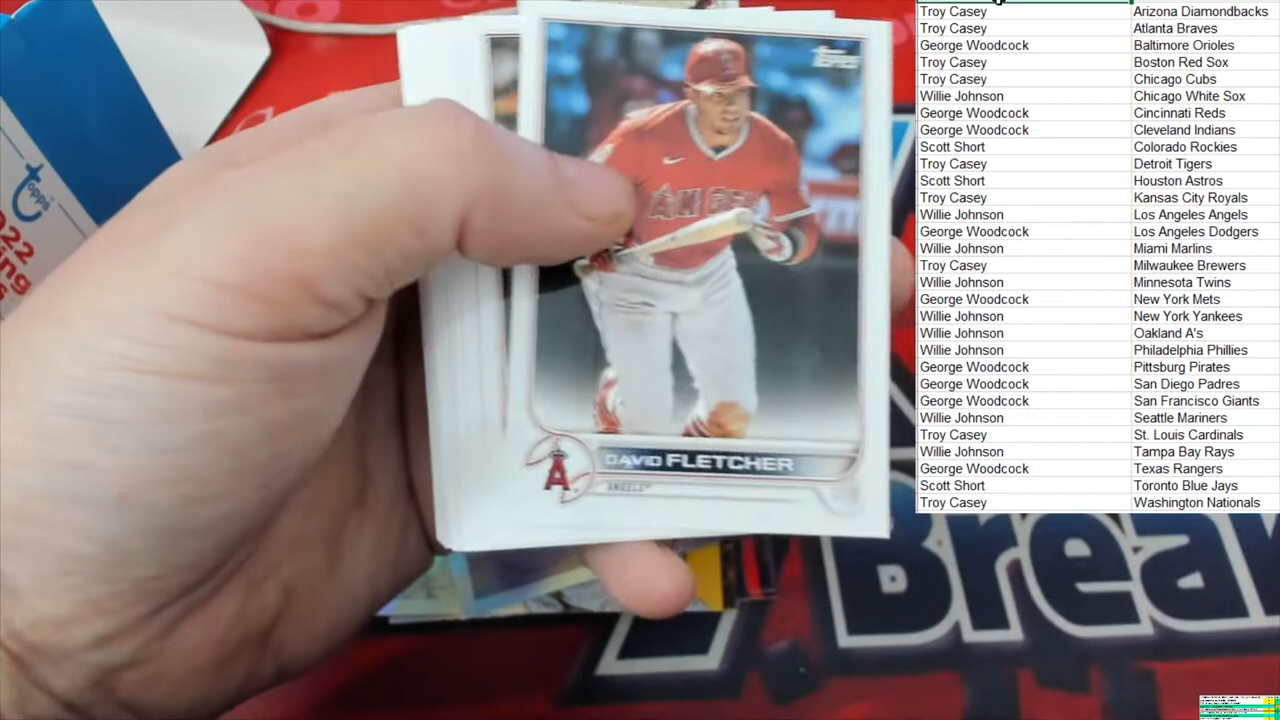 Troy Casey Arizona Diamondbacks
Troy Casey Atlanta Braves
George Woodcock Baltimore Orioles
Troy Casey Boston Red Sox
Troy Casey Chicago Cubs
Willie Johnson Chicago White Sox
George Woodcock Cincinnati Reds
George Woodcock Cleveland Indians
Scott Short Colorado Rockies
Troy Casey Detroit Tigers
Scott Short Houston Astros
Troy Casey Kansas City Royals
Willie Johnson Los Angeles Angels
George Woodcock Los Angeles Dodgers
Willie Johnson Miami Marlins
Troy Casey Milwaukee Brewers
Willie Johnson Minnesota Twins
George Woodcock New York Mets
Willie Johnson New York Yankees
Willie Johnson Oakland A's
Willie Johnson Philadelphia Phillies
George Woodcock Pittsburg Pirates
George Woodcock San Diego Padres
George Woodcock San Francisco Giants
Willie Johnson Seattle Mariners
Troy Casey St. Louis Cardinals
Willie Johnson Tampa Bay Rays
George Woodcock Texas Rangers
Scott Short Toronto Blue Jays
Troy Casey Washington Nationals
Topps
A
DAVID FLETCHER
ANGELS
topps
2022
Break